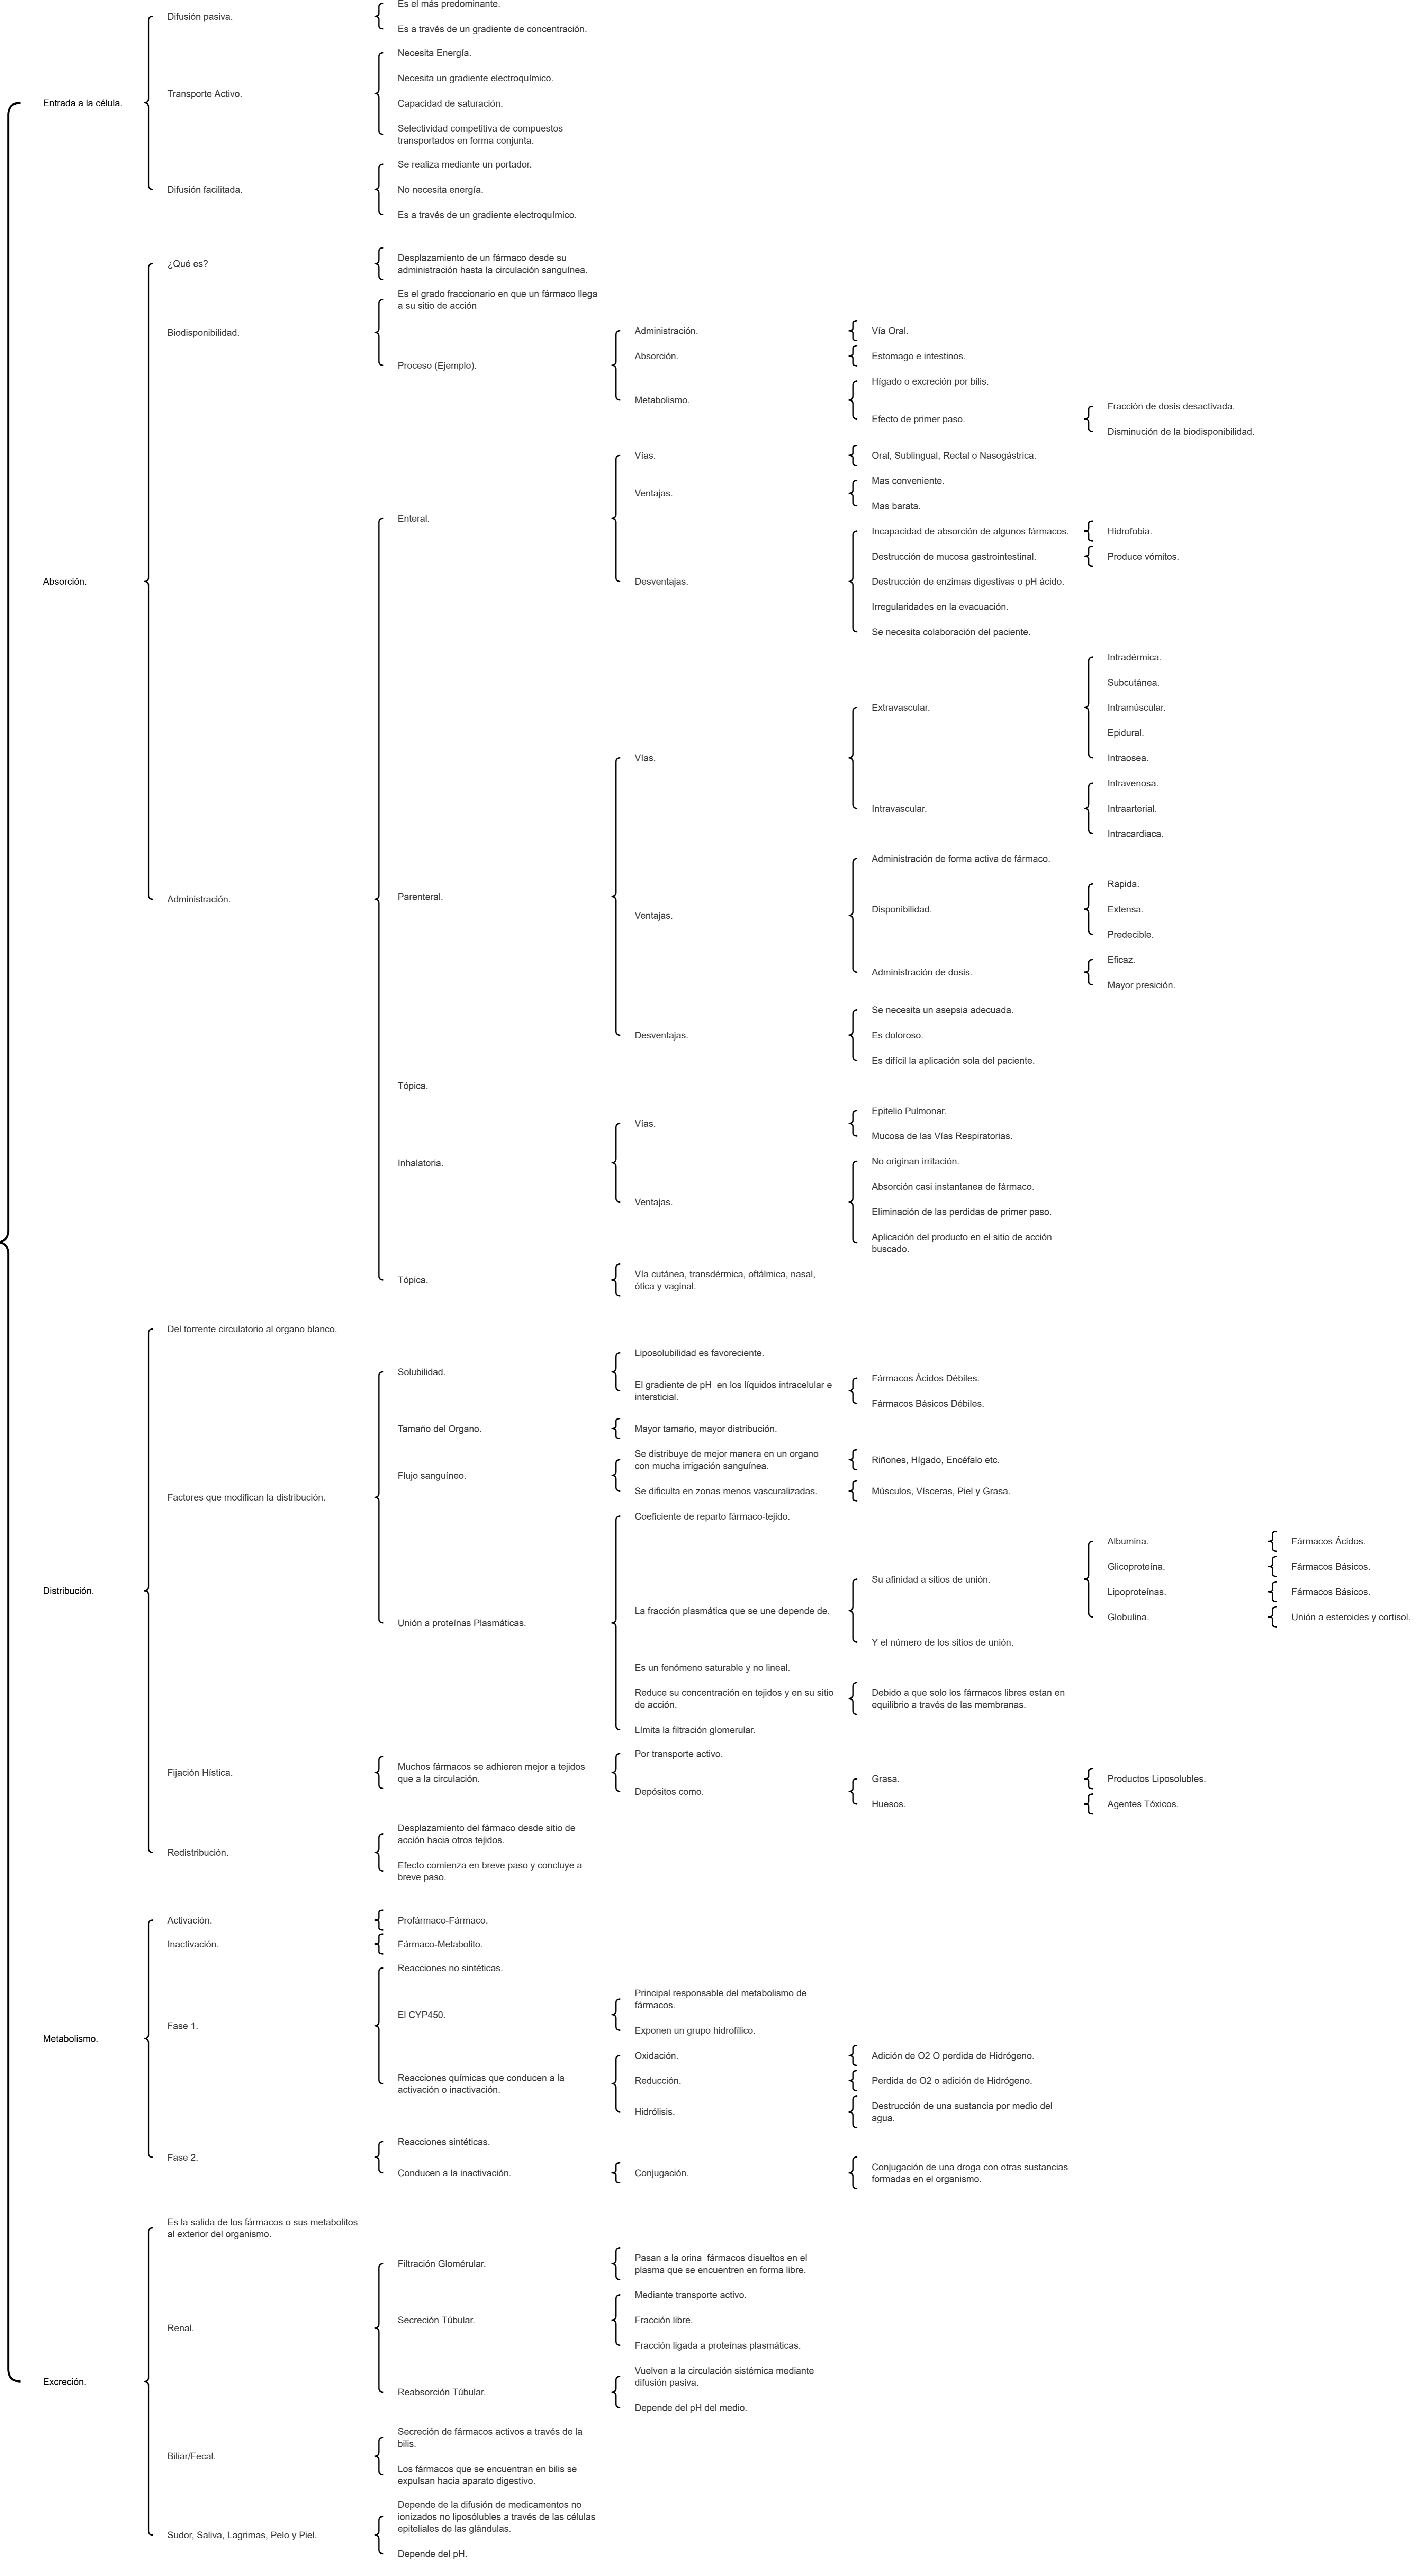 Es el más predominante.
Difusión pasiva.
Es a través de un gradiente de concentración.
Necesita Energía.
Necesita un gradiente electroquímico.
Transporte Activo.
Entrada a la célula.
Capacidad de saturación.
Selectividad competitiva de compuestos
transportados en forma conjunta.
Se realiza mediante un portador.
Difusión facilitada.
No necesita energía.
Es a través de un gradiente electroquímico.
¿Qué es?
Desplazamiento de un fármaco desde su
administración hasta la circulación sanguínea.
Es el grado fraccionario en que un fármaco llega
a su sitio de acción
Biodisponibilidad.
Administración.
Vía Oral.
Absorción.
Estomago e intestinos.
Proceso (Ejemplo).
Hígado o excreción por bilis.
Metabolismo.
Efecto de primer paso.
Fracción de dosis desactivada.
Disminución de la biodisponibilidad.
Vías.
Oral, Sublingual, Rectal o Nasogástrica.
Mas conveniente.
Ventajas.
Mas barata.
Enteral.
Incapacidad de absorción de algunos fármacos.
Hidrofobia.
Destrucción de mucosa gastrointestinal.
Produce vómitos.
Absorción.
Desventajas.
Destrucción de enzimas digestivas o pH ácido.
Irregularidades en la evacuación.
Se necesita colaboración del paciente.
Intradérmica.
Subcutánea.
Extravascular.
Intramúscular.
Epidural.
Vías.
Intraosea.
Intravenosa.
Intravascular.
Intraarterial.
Intracardiaca.
Administración de forma activa de fármaco.
Rapida.
Administración.
Parenteral.
Ventajas.
Disponibilidad.
Extensa.
Predecible.
Eficaz.
Administración de dosis.
Mayor presición.
Se necesita un asepsia adecuada.
Desventajas.
Es doloroso.
Es difícil la aplicación sola del paciente.
Tópica.
Epitelio Pulmonar.
Vías.
Mucosa de las Vías Respiratorias.
Inhalatoria.
No originan irritación.
Absorción casi instantanea de fármaco.
Ventajas.
Eliminación de las perdidas de primer paso.
Aplicación del producto en el sitio de acción
buscado.
Tópica.
Vía cutánea, transdérmica, oftálmica, nasal,
ótica y vaginal.
Del torrente circulatorio al organo blanco.
Liposolubilidad es favoreciente.
Solubilidad.
El gradiente de pH  en los líquidos intracelular e
intersticial.
Fármacos Ácidos Débiles.
Fármacos Básicos Débiles.
Tamaño del Organo.
Mayor tamaño, mayor distribución.
Se distribuye de mejor manera en un organo
con mucha irrigación sanguínea.
Riñones, Hígado, Encéfalo etc.
Flujo sanguíneo.
Se dificulta en zonas menos vascuralizadas.
Músculos, Vísceras, Piel y Grasa.
Factores que modifican la distribución.
Coeficiente de reparto fármaco-tejido.
Albumina.
Fármacos Ácidos.
Glicoproteína.
Fármacos Básicos.
Su afinidad a sitios de unión.
Distribución.
Lipoproteínas.
Fármacos Básicos.
La fracción plasmática que se une depende de.
Globulina.
Unión a esteroides y cortisol.
Unión a proteínas Plasmáticas.
Y el número de los sitios de unión.
Es un fenómeno saturable y no lineal.
Reduce su concentración en tejidos y en su sitio
de acción.
Debido a que solo los fármacos libres estan en
equilibrio a través de las membranas.
Límita la filtración glomerular.
Fijación Hística.
Muchos fármacos se adhieren mejor a tejidos
que a la circulación.
Por transporte activo.
Depósitos como.
Grasa.
Productos Liposolubles.
Huesos.
Agentes Tóxicos.
Desplazamiento del fármaco desde sitio de
acción hacia otros tejidos.
Redistribución.
Efecto comienza en breve paso y concluye a
breve paso.
Activación.
Profármaco-Fármaco.
Inactivación.
Fármaco-Metabolito.
Reacciones no sintéticas.
Principal responsable del metabolismo de
fármacos.
El CYP450.
Exponen un grupo hidrofílico.
Fase 1.
Metabolismo.
Oxidación.
Adición de O2 O perdida de Hidrógeno.
Reacciones químicas que conducen a la
activación o inactivación.
Reducción.
Perdida de O2 o adición de Hidrógeno.
Hidrólisis.
Destrucción de una sustancia por medio del
agua.
Reacciones sintéticas.
Fase 2.
Conducen a la inactivación.
Conjugación.
Conjugación de una droga con otras sustancias
formadas en el organismo.
Es la salida de los fármacos o sus metabolitos
al exterior del organismo.
Filtración Glomérular.
Pasan a la orina  fármacos disueltos en el
plasma que se encuentren en forma libre.
Mediante transporte activo.
Renal.
Secreción Túbular.
Fracción libre.
Fracción ligada a proteínas plasmáticas.
Excreción.
Vuelven a la circulación sistémica mediante
difusión pasiva.
Reabsorción Túbular.
Depende del pH del medio.
Secreción de fármacos activos a través de la
bilis.
Biliar/Fecal.
Los fármacos que se encuentran en bilis se
expulsan hacia aparato digestivo.
Depende de la difusión de medicamentos no
ionizados no liposólubles a través de las células
epiteliales de las glándulas.
Sudor, Saliva, Lagrimas, Pelo y Piel.
Depende del pH.